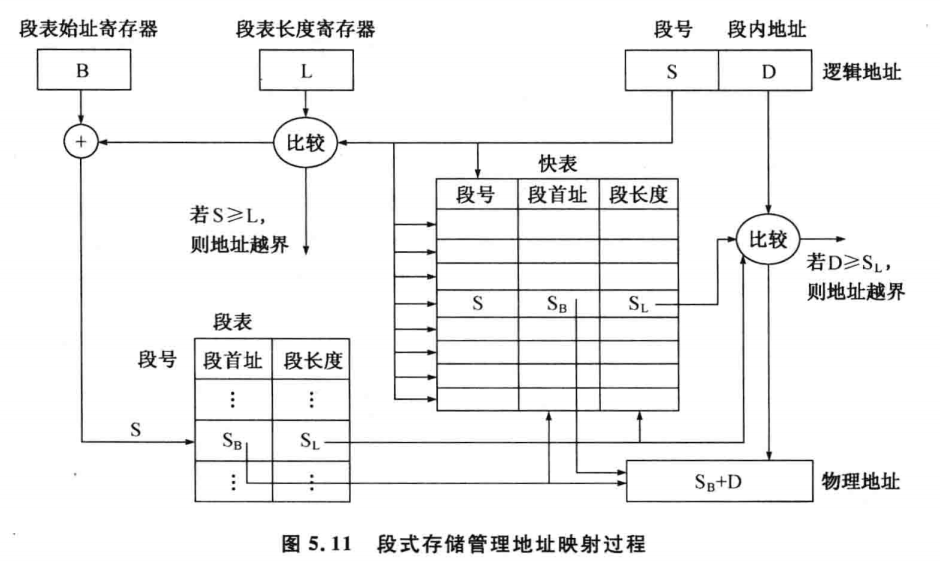 段表始址寄存器 段表长度寄存器 段号 段内地址
B L S D 逻辑地址
+ 比较
快表
段号 段首址 段长度
若S≥L，
则地址越界
比较
若D≥S_L，
则地址越界
S S_B S_L
段表
段号 段首址 段长度
⋮ ⋮
S S_B S_L
⋮ ⋮
S_B+D 物理地址
图 5.11 段式存储管理地址映射过程